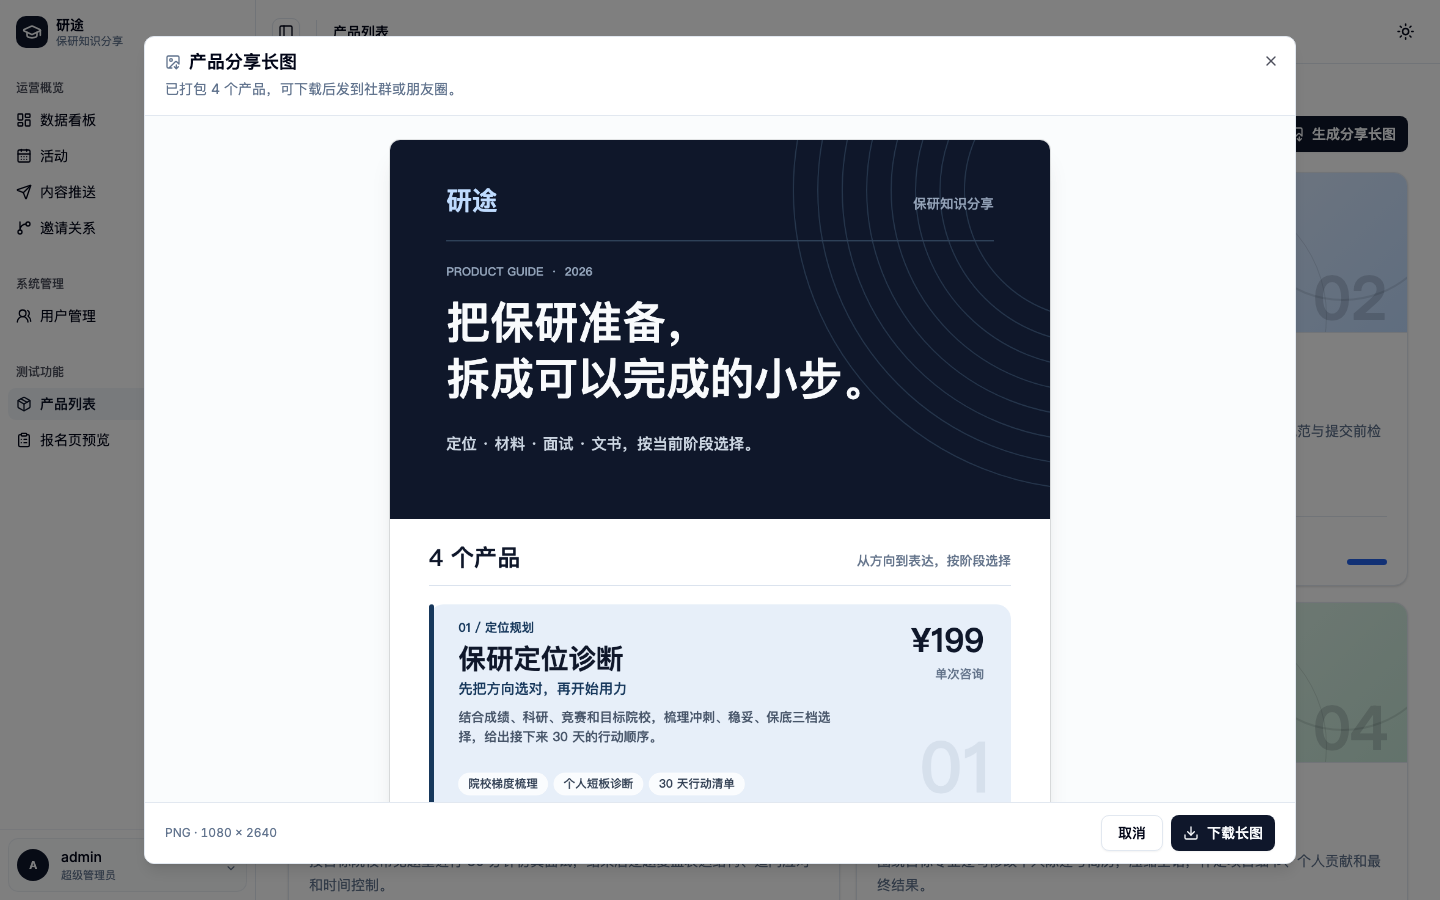 研途
保研知识分享
产品列表
运营概览
数据看板
活动
内容推送
邀请关系
系统管理
用户管理
测试功能
产品列表
报名页预览
A
admin
超级管理员
生成分享长图
02
范与提交前检
04
和时间控制。
个人贡献和最
终结果。
产品分享长图
已打包 4 个产品，可下载后发到社群或朋友圈。
研途
保研知识分享
PRODUCT GUIDE · 2026
把保研准备，
拆成可以完成的小步。
定位 · 材料 · 面试 · 文书，按当前阶段选择。
4 个产品
从方向到表达，按阶段选择
01 / 定位规划
保研定位诊断
先把方向选对，再开始用力
¥199
单次咨询
结合成绩、科研、竞赛和目标院校，梳理冲刺、稳妥、保底三档选
择，给出接下来 30 天的行动顺序。
01
院校梯度梳理
个人短板诊断
30 天行动清单
PNG · 1080 × 2640
取消
下载长图